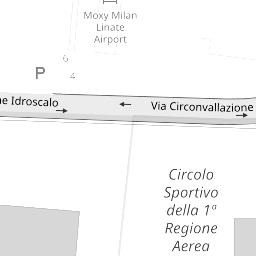 Moxy Milan
Linate
Airport
6
P
4
ne Idroscalo
Via Circonvallazione
Circolo
Sportivo
della 1ª
Regione
Aerea